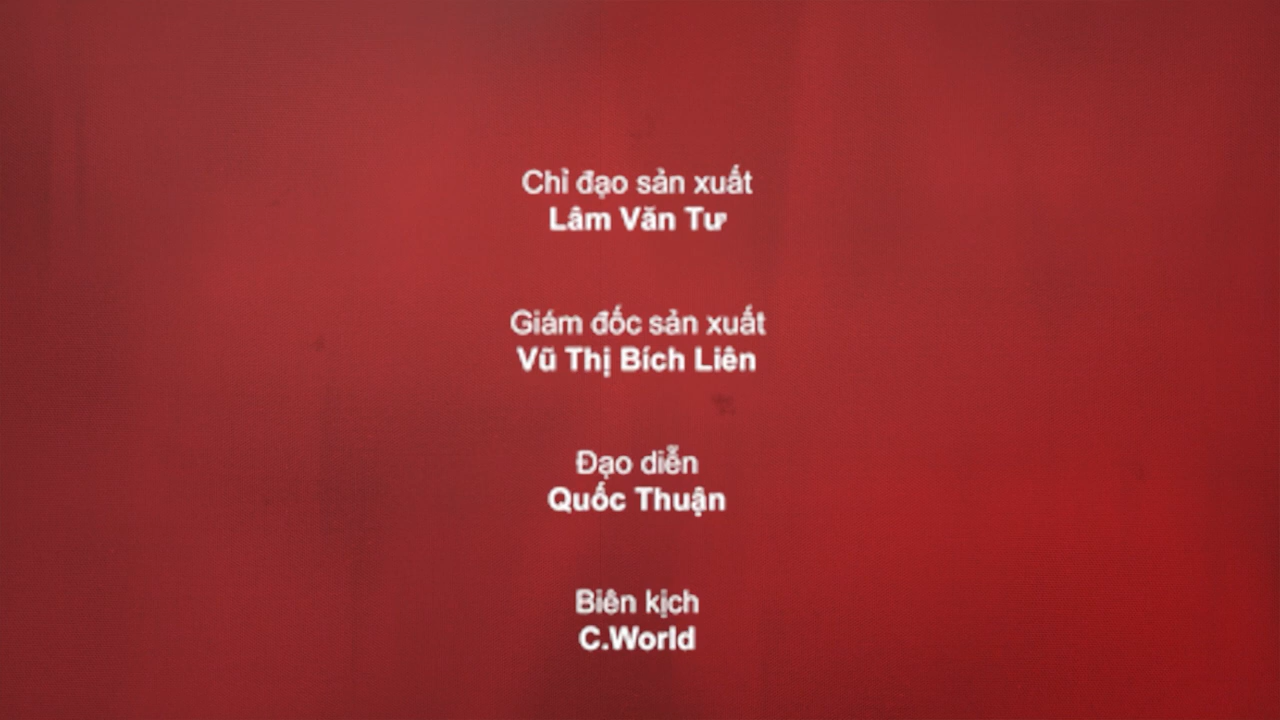 Chỉ đạo sản xuất
Lâm Văn Tư
Giám đốc sản xuất
Vũ Thị Bích Liên
Đạo diễn
Quốc Thuận
Biên kịch
C.World